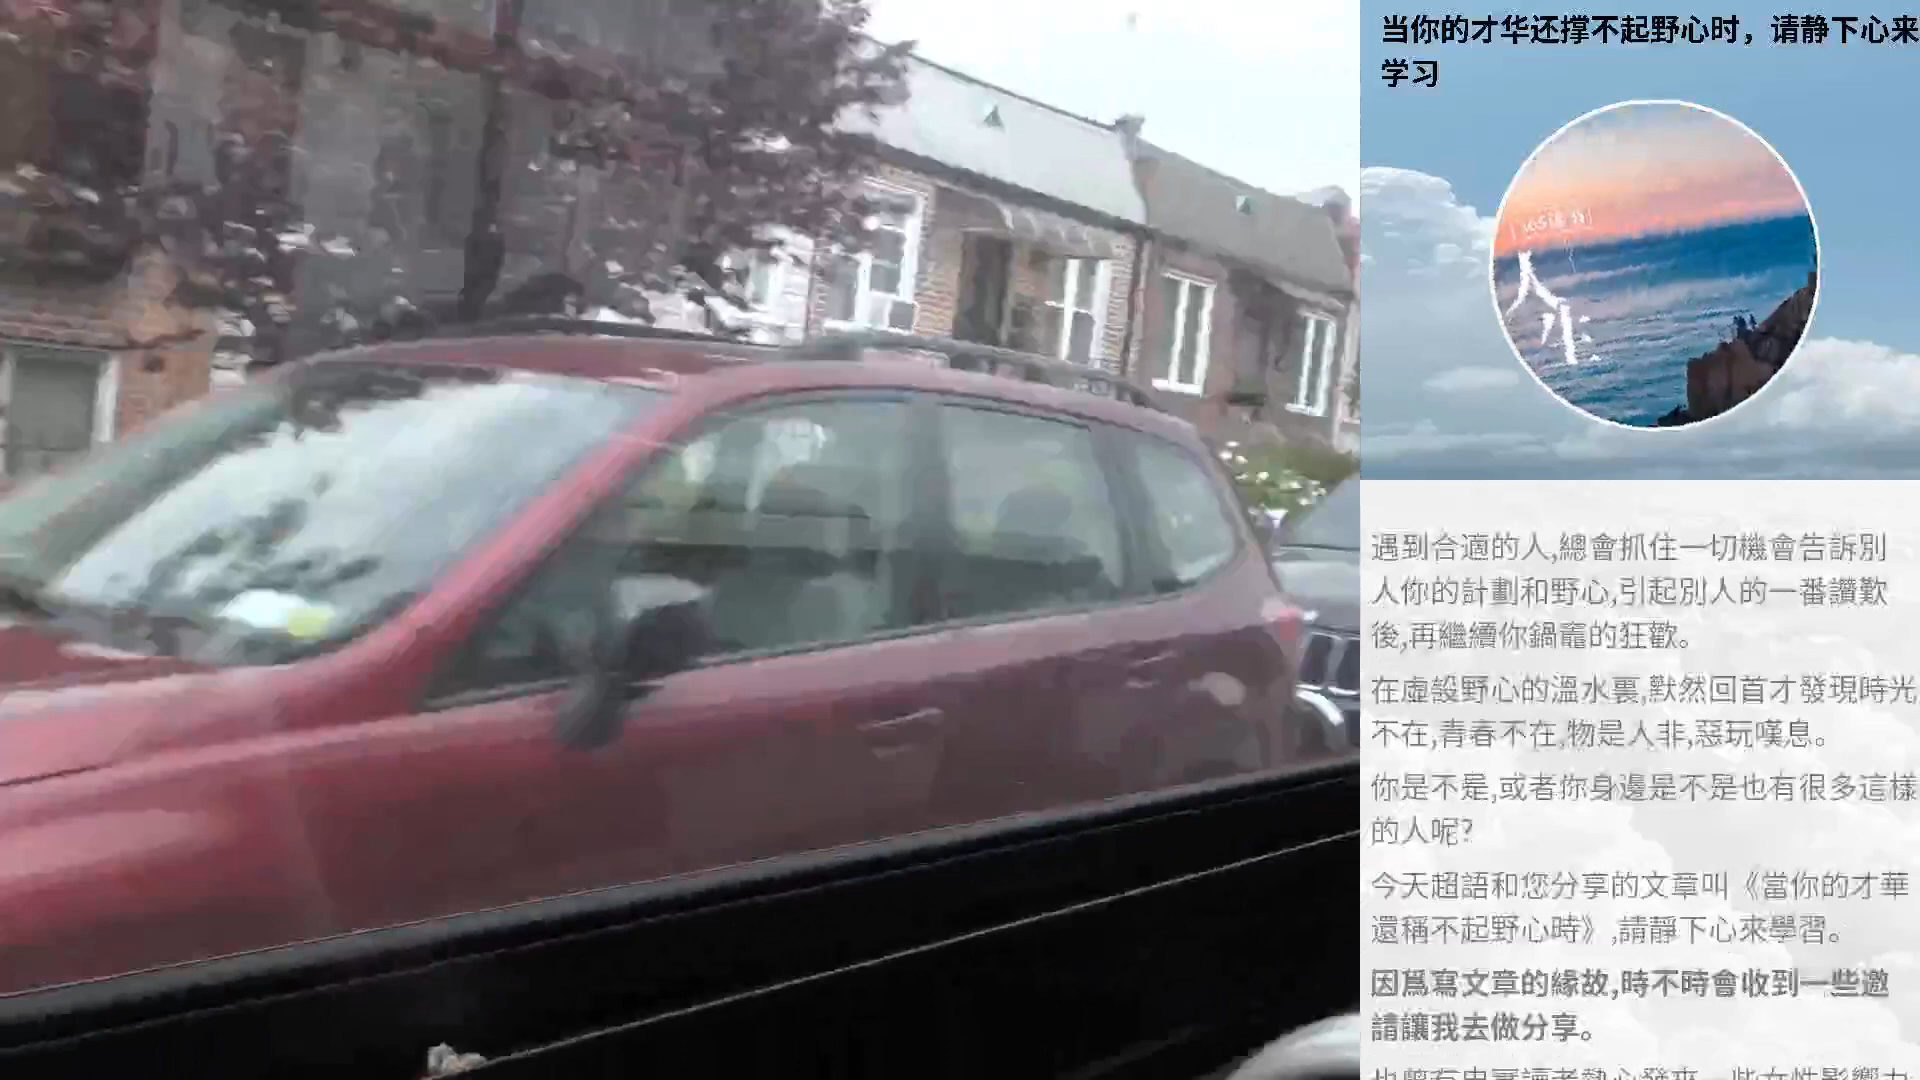 当你的才华还撑不起野心时，请静下心来
学习
人生
遇到合適的人,總會抓住一切機會告訴別
人你的計劃和野心,引起別人的一番讚歎
後,再繼續你鍋竈的狂歡。
在虛設野心的溫水裏,默然回首才發現時光
不在,青春不在,物是人非,惡玩嘆息。
你是不是,或者你身邊是不是也有很多這樣
的人呢?
今天超語和您分享的文章叫《當你的才華
還稱不起野心時》,請靜下心來學習。
因爲寫文章的緣故,時不時會收到一些邀
請讓我去做分享。